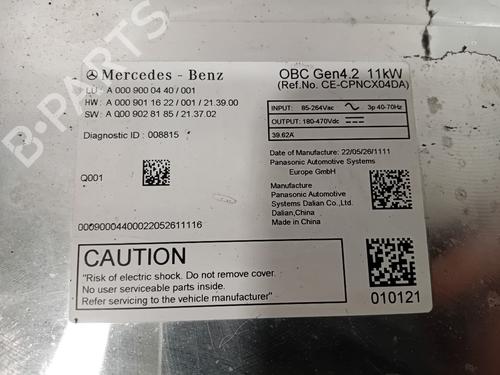 Mercedes - Benz
LU : A 000 900 04 40 / 001
HW : A 000 901 16 22 / 001 / 21.39.00
SW : A 000 902 81 85 / 21.37.02
Diagnostic ID : 008815
Q001
00090004400022052611116
OBC Gen4.2 11kW
(Ref.No. CE-CPNCX04DA)
INPUT: 85-264Vac 3p 40-70Hz
OUTPUT: 180-470Vdc
39.62A
Date of Manufacture: 22/05/26/1111
Panasonic Automotive Systems
Europe GmbH
Manufacture
Panasonic Automotive
Systems Dalian Co.,Ltd.
Dalian,China
Made in China
CAUTION
"Risk of electric shock. Do not remove cover.
No user serviceable parts inside.
Refer servicing to the vehicle manufacturer"
010121
B-PARTS